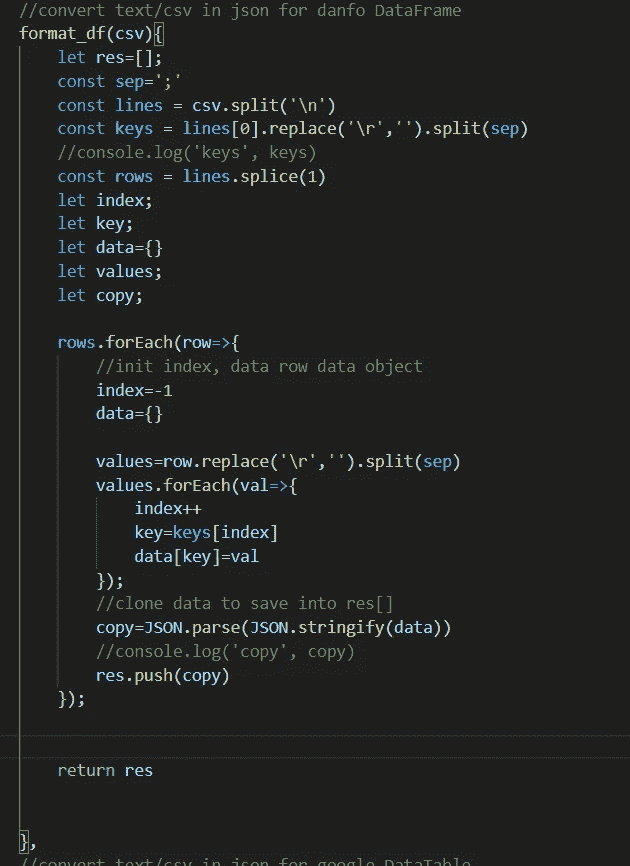 //convert text/csv in json for danfo DataFrame
format_df(csv){
    let res=[];
    const sep=';'
    const lines = csv.split('\n')
    const keys = lines[0].replace('\r','').split(sep)
    //console.log('keys', keys)
    const rows = lines.splice(1)
    let index;
    let key;
    let data={}
    let values;
    let copy;
    rows.forEach(row=>{
        //init index, data row data object
        index=-1
        data={}
        values=row.replace('\r','').split(sep)
        values.forEach(val=>{
            index++
            key=keys[index]
            data[key]=val
        });
        //clone data to save into res[]
        copy=JSON.parse(JSON.stringify(data))
        //console.log('copy', copy)
        res.push(copy)
    });
    return res
},
//convert text/csv in json for google DataTable